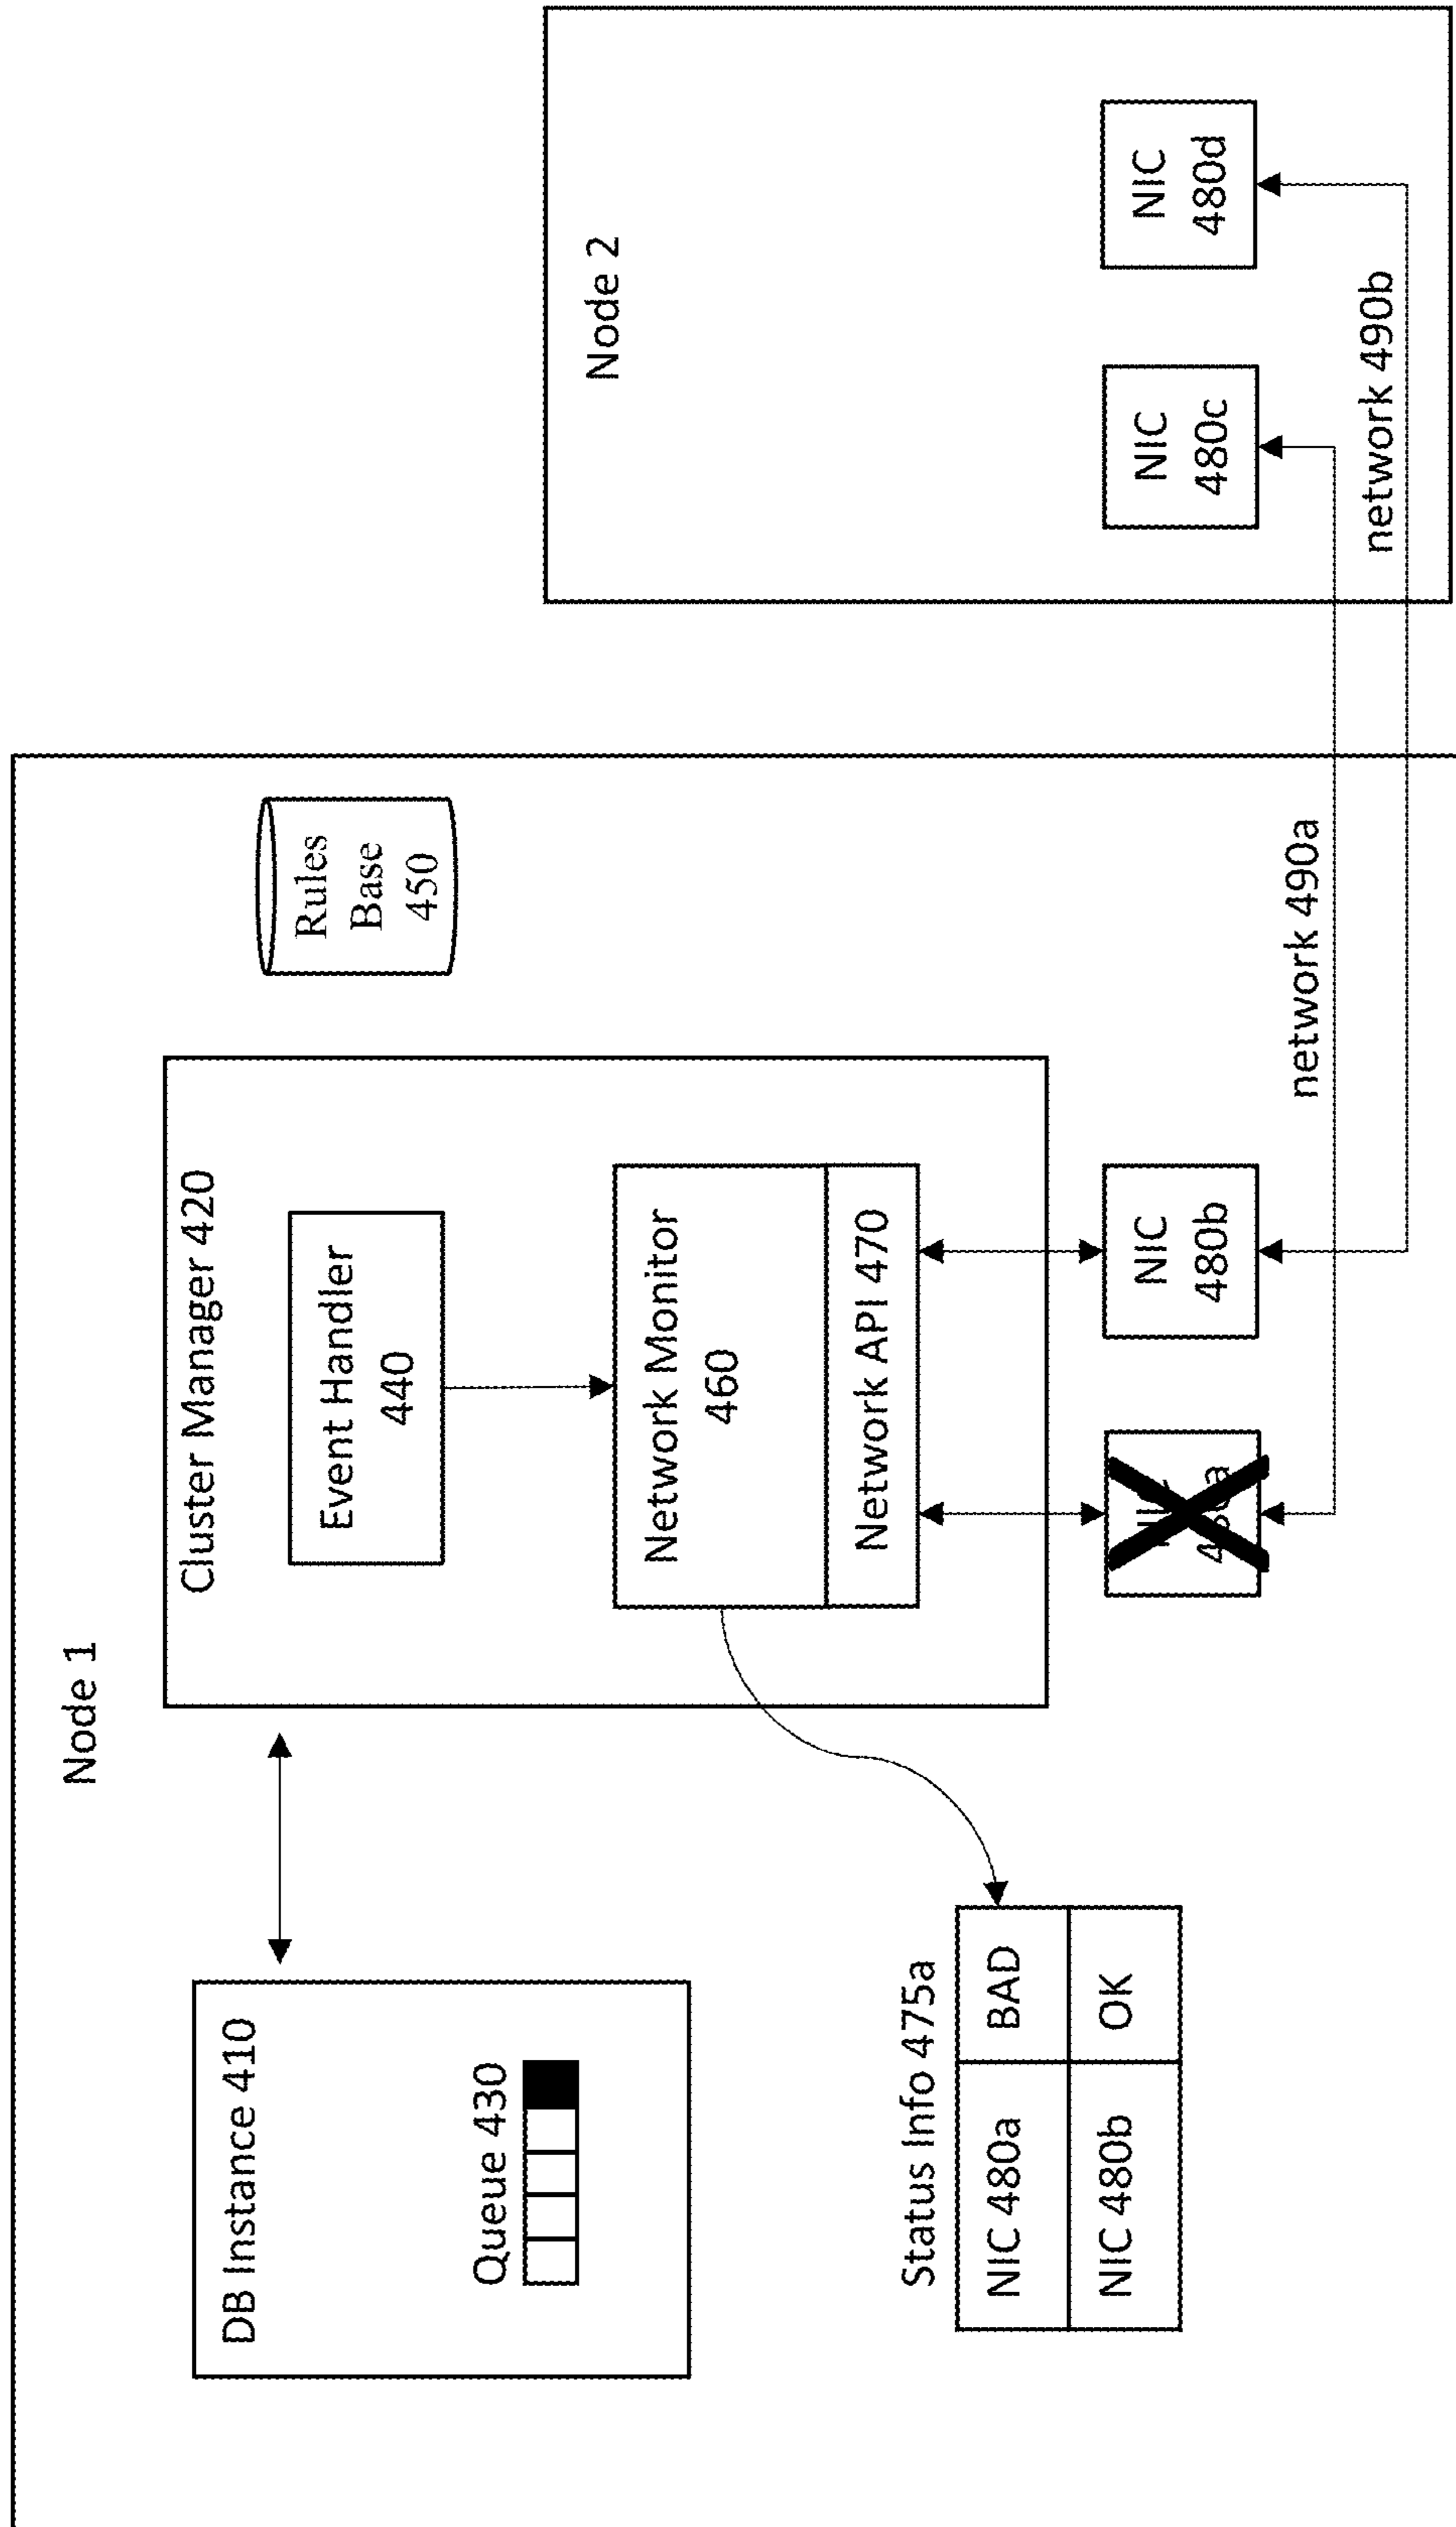 Node 1
DB Instance 410
Queue 430
Status Info 475a
NIC 480a
BAD
NIC 480b
OK
Cluster Manager 420
Event Handler
440
Network Monitor
460
Network API 470
NIC
480b
Rules
Base
450
network 490a
Node 2
NIC
480c
NIC
480d
network 490b